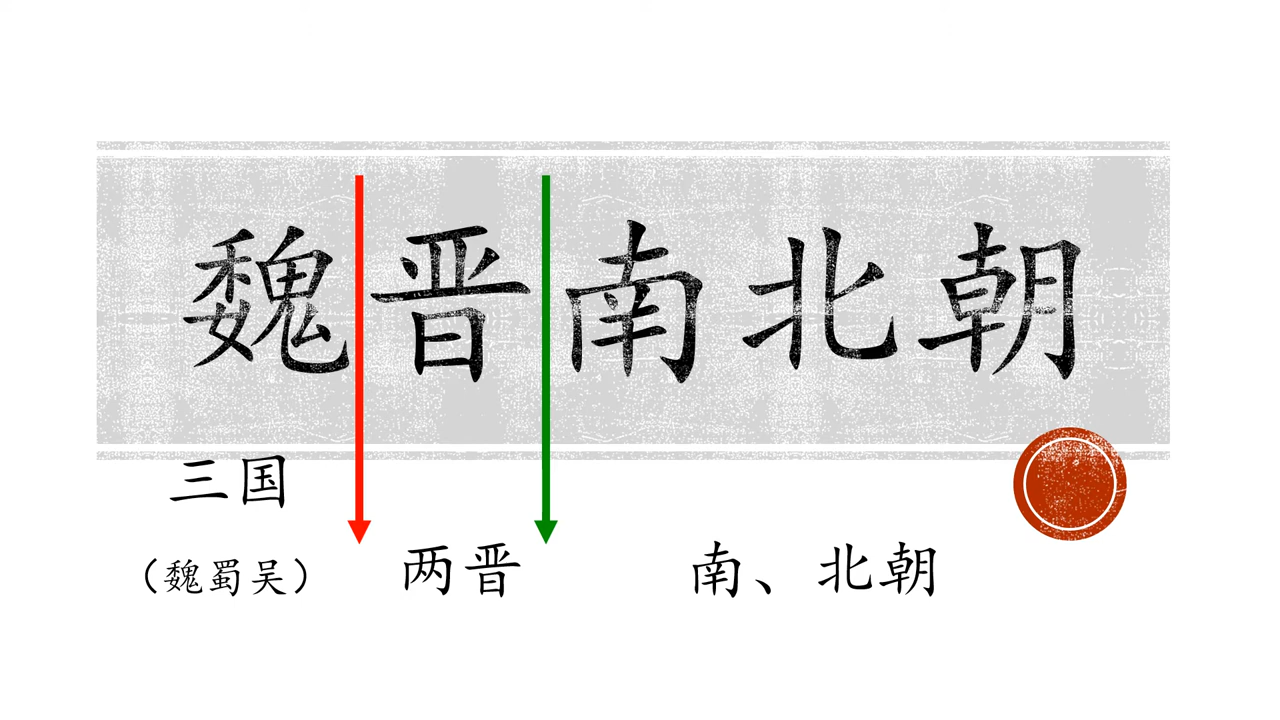 魏晋南北朝
三国
（魏蜀吴）
两晋
南、北朝